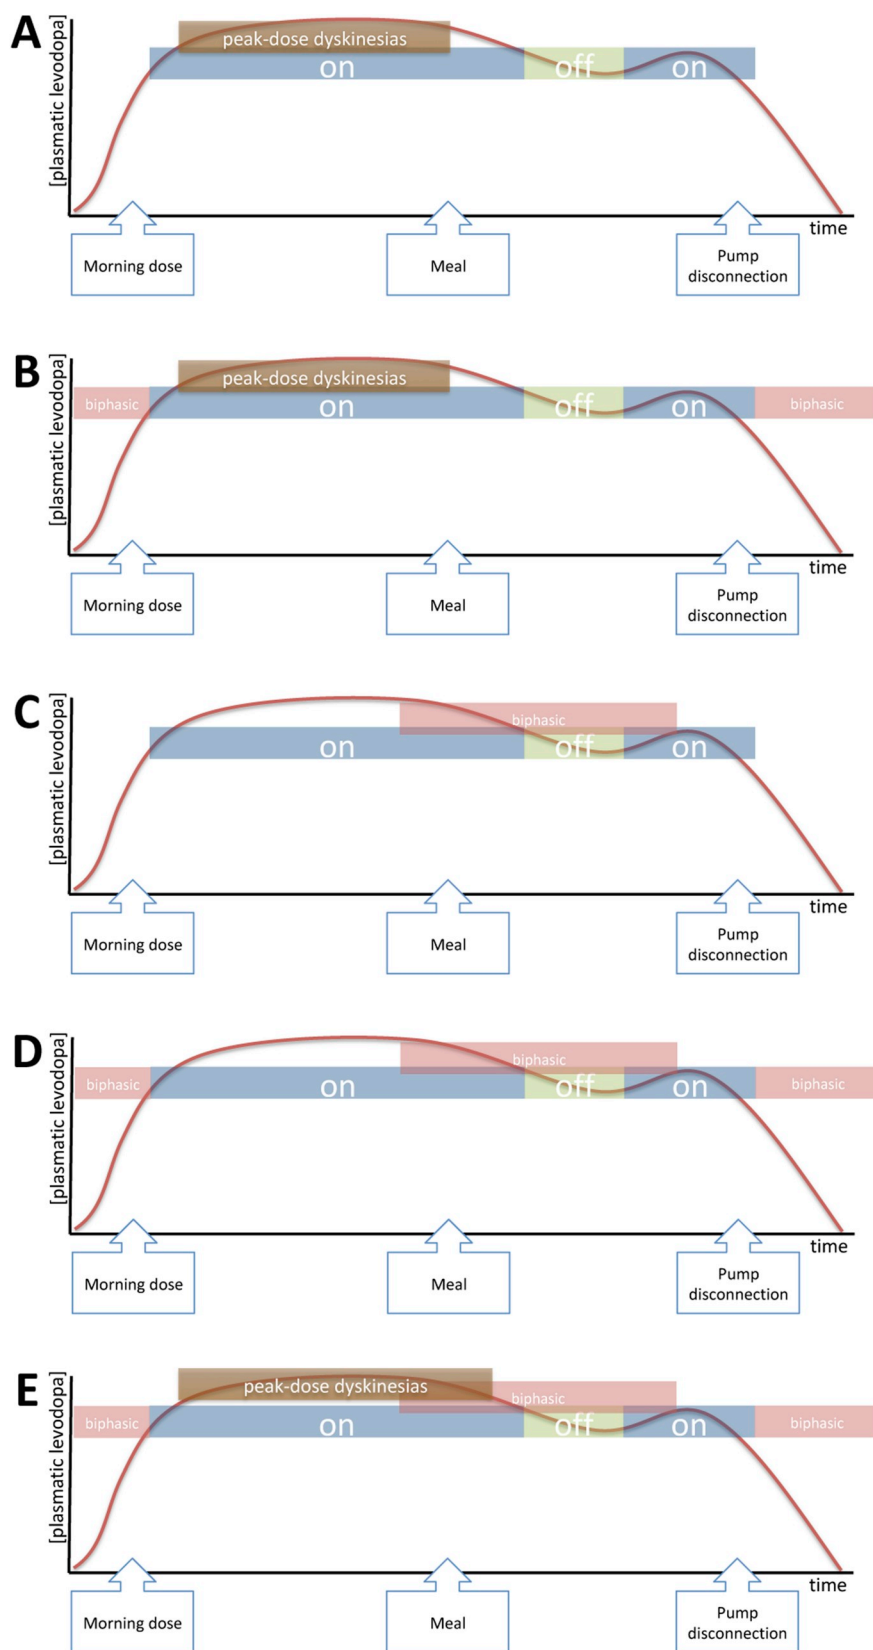 A
[plasmatic levodopa]
peak-dose dyskinesias
on
off
on
time
Morning dose
Meal
Pump
disconnection
B
[plasmatic levodopa]
peak-dose dyskinesias
biphasic
on
off
on
biphasic
time
Morning dose
Meal
Pump
disconnection
C
[plasmatic levodopa]
biphasic
on
off
on
time
Morning dose
Meal
Pump
disconnection
D
[plasmatic levodopa]
biphasic
biphasic
on
off
on
biphasic
time
Morning dose
Meal
Pump
disconnection
E
[plasmatic levodopa]
peak-dose dyskinesias
biphasic
biphasic
on
off
on
biphasic
time
Morning dose
Meal
Pump
disconnection